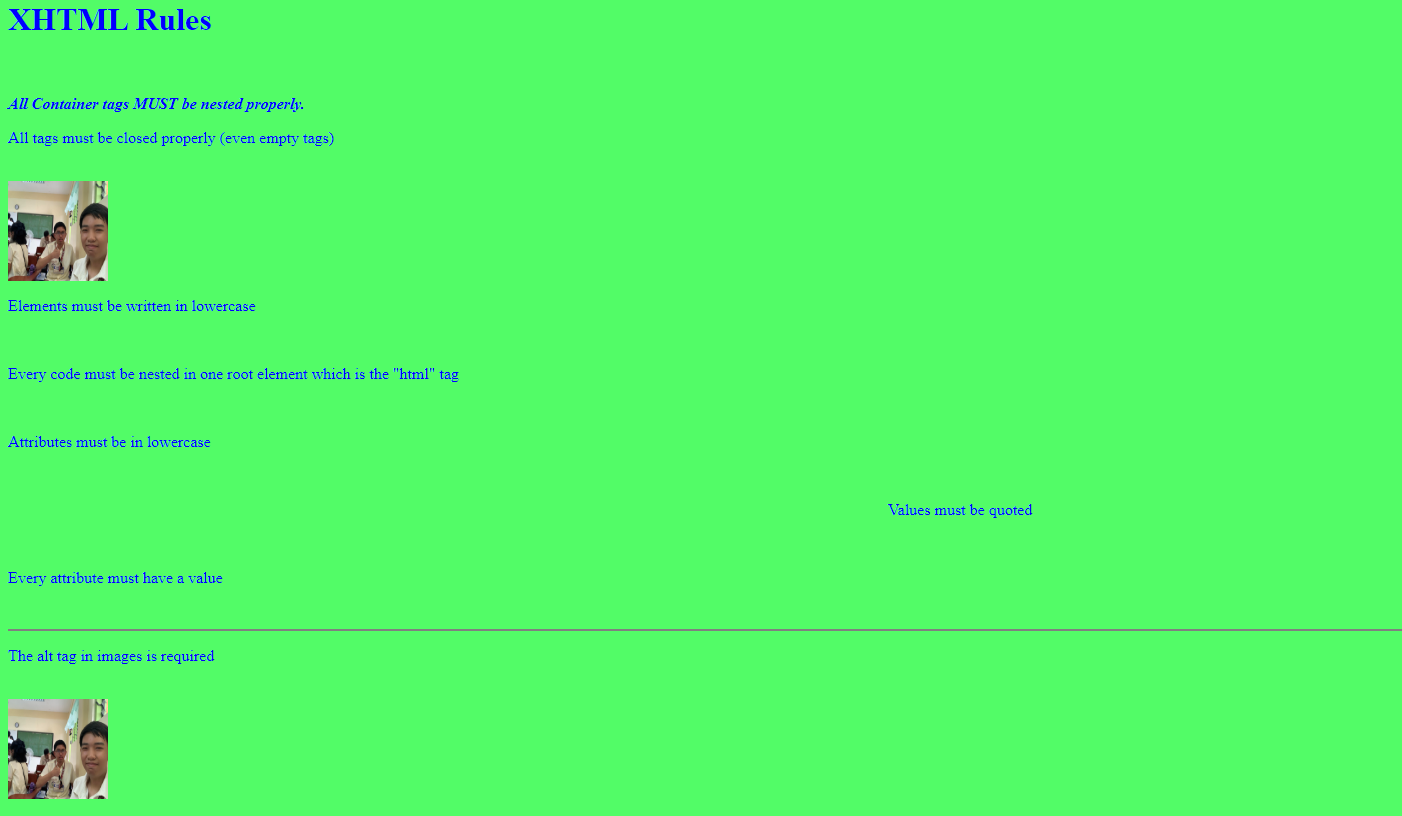 XHTML Rules
All Container tags MUST be nested properly.
All tags must be closed properly (even empty tags)
Elements must be written in lowercase
Every code must be nested in one root element which is the "html" tag
Attributes must be in lowercase
Values must be quoted
Every attribute must have a value
The alt tag in images is required